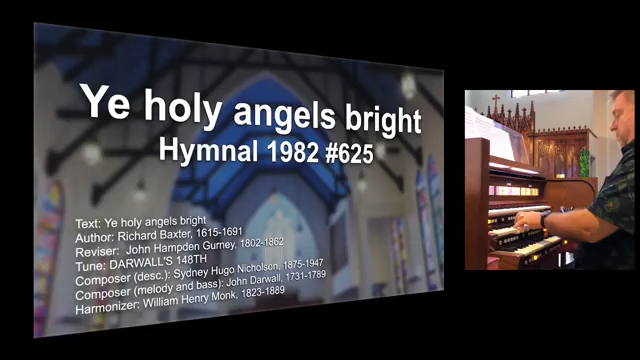 Ye holy angels bright
Hymnal 1982 #625
Text: Ye holy angels bright
Author: Richard Baxter, 1615-1691
Reviser: John Hampden Gurney. 1802-1862
Tune: DARWALL'S 148TH
Composer (desc.): Sydney Hugo Nicholson, 1875-1947
Composer (melody and bass): John Darwall, 1731-1789
Harmonizer: William Henry Monk, 1823-1889